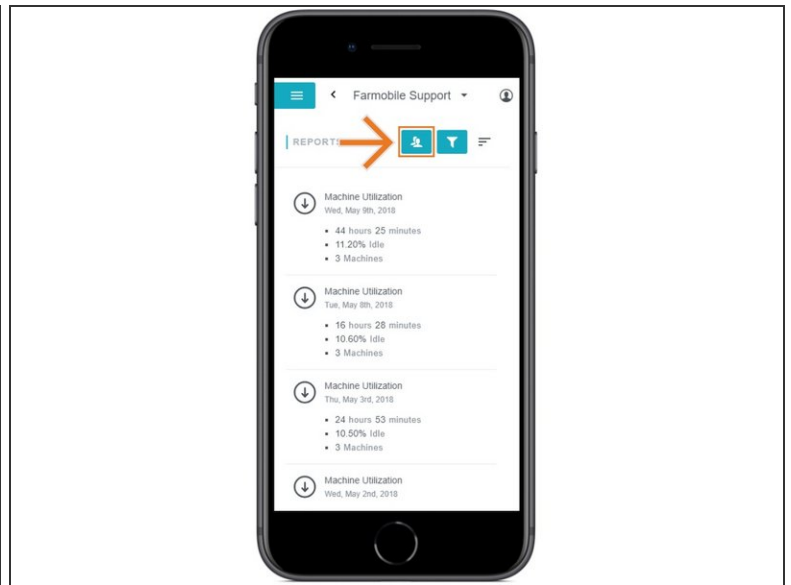 Farmobile Support
REPORTS
Machine Utilization
Wed, May 9th, 2018
• 44 hours 25 minutes
• 11.20% Idle
• 3 Machines
Machine Utilization
Tue, May 8th, 2018
• 16 hours 28 minutes
• 10.60% Idle
• 3 Machines
Machine Utilization
Thu, May 3rd, 2018
• 24 hours 53 minutes
• 10.50% Idle
• 3 Machines
Machine Utilization
Wed, May 2nd, 2018